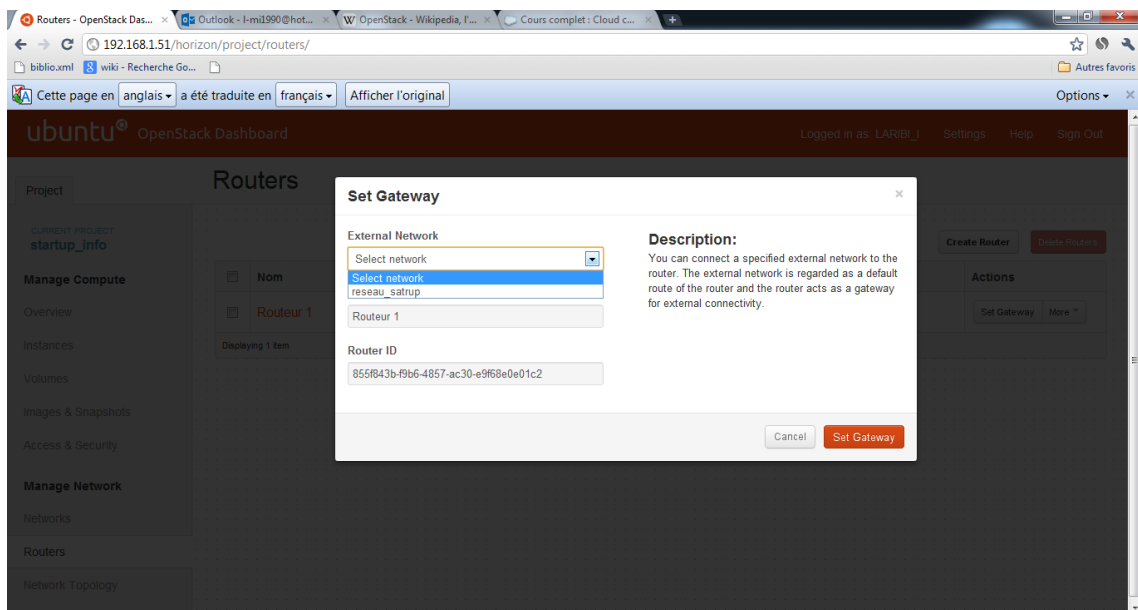 Routers - OpenStack Das...
Outlook - l-mi1990@hot...
OpenStack - Wikipedia, l'...
Cours complet : Cloud c...
192.168.1.51/horizon/project/routers/
biblio.xml
wiki - Recherche Go...
Autres favoris
Cette page en anglais a été traduite en français Afficher l'original
Options
ubuntu® OpenStack Dashboard
Logged in as: LARIBI_I
Settings
Help
Sign Out
Project
CURRENT PROJECT
startup_info
Manage Compute
Overview
Instances
Volumes
Images & Snapshots
Access & Security
Manage Network
Networks
Routers
Network Topology
Routers
Create Router
Delete Routers
Nom
Actions
Routeur 1
Set Gateway
More
Displaying 1 item
Set Gateway
×
External Network
Select network
Select network
reseau_satrup
Routeur 1
Router ID
855f843b-f9b6-4857-ac30-e9f68e0e01c2
Description:
You can connect a specified external network to the
router. The external network is regarded as a default
route of the router and the router acts as a gateway
for external connectivity.
Cancel
Set Gateway